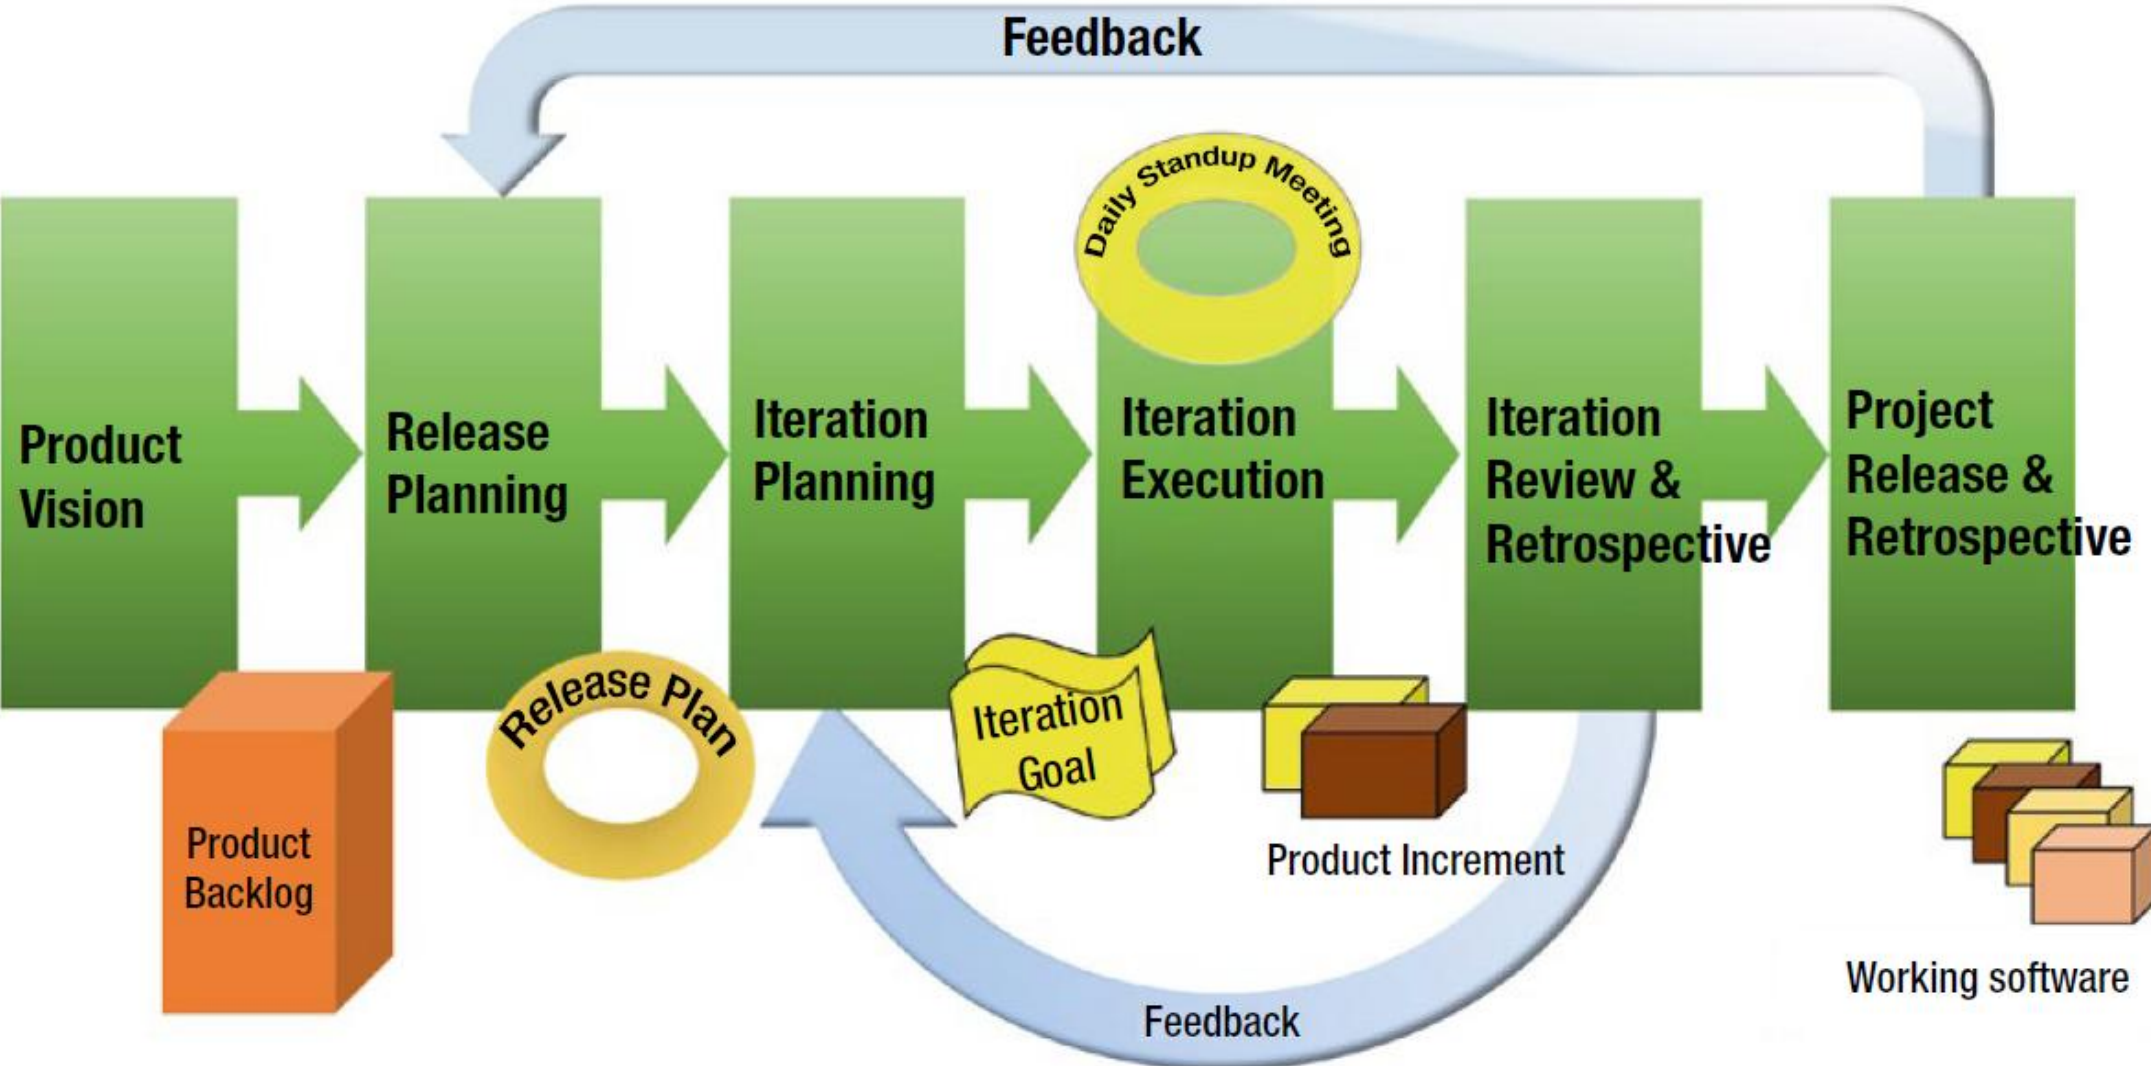 Feedback
Daily Standup Meeting
Product
Vision
Release
Planning
Iteration
Planning
Iteration
Execution
Iteration
Review &
Retrospective
Project
Release &
Retrospective
Product
Backlog
Release Plan
Iteration
Goal
Product Increment
Working software
Feedback